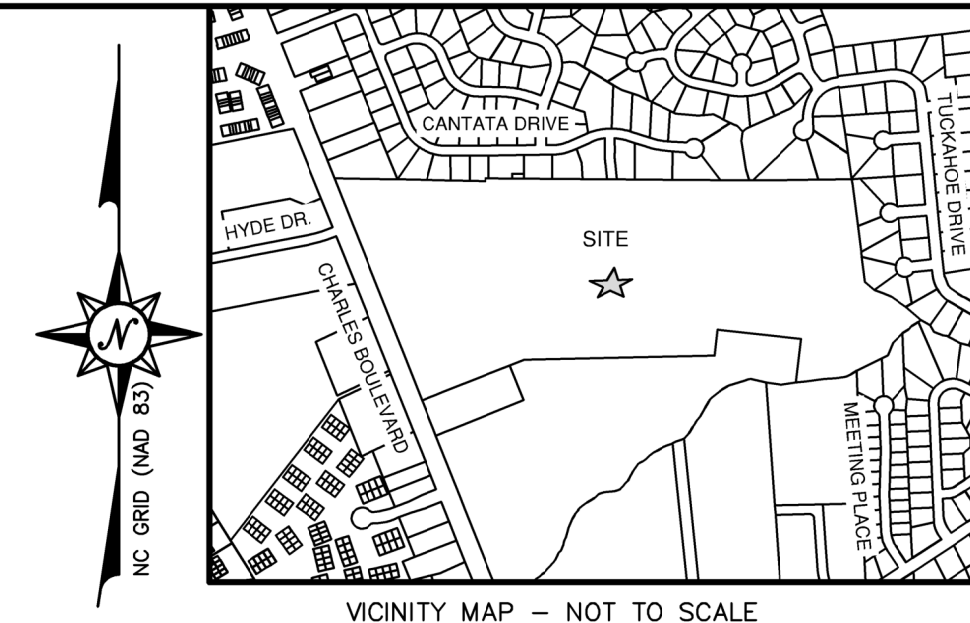 CANTATA DRIVE
TUCKAHOE DRIVE
HYDE DR.
SITE
CHARLES BOULEVARD
N
NC GRID (NAD 83)
MEETING PLACE
VICINITY MAP – NOT TO SCALE